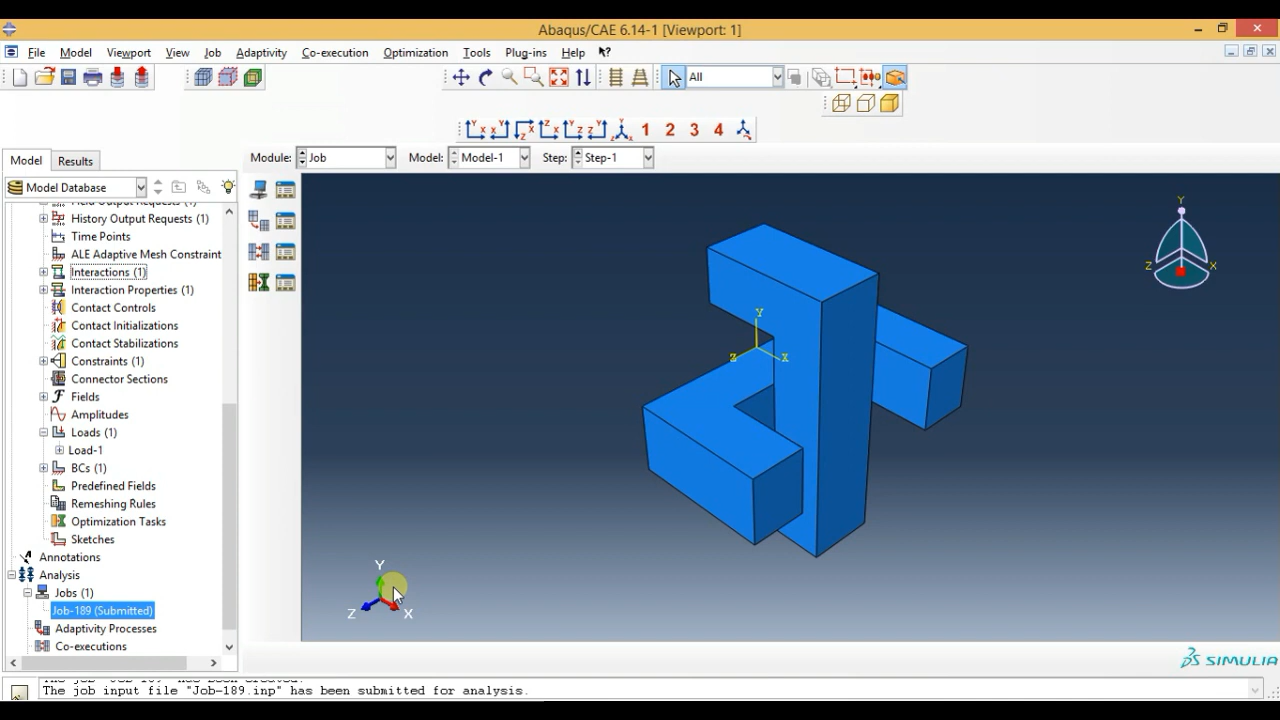 Abaqus/CAE 6.14-1 [Viewport: 1]
File Model Viewport View Job Adaptivity Co-execution Optimization Tools Plug-ins Help
All
1 2 3 4
Model Results
Module: Job Model: Model-1 Step: Step-1
Model Database
Field Output Requests (1)
History Output Requests (1)
Time Points
ALE Adaptive Mesh Constraint
Interactions (1)
Interaction Properties (1)
Contact Controls
Contact Initializations
Contact Stabilizations
Constraints (1)
Connector Sections
Fields
Amplitudes
Loads (1)
Load-1
BCs (1)
Predefined Fields
Remeshing Rules
Optimization Tasks
Sketches
Annotations
Analysis
Jobs (1)
Job-189 (Submitted)
Adaptivity Processes
Co-executions
Y
Z X
Y
Z X
Y
Z X
SIMULIA
The job input file "Job-189.inp" has been submitted for analysis.